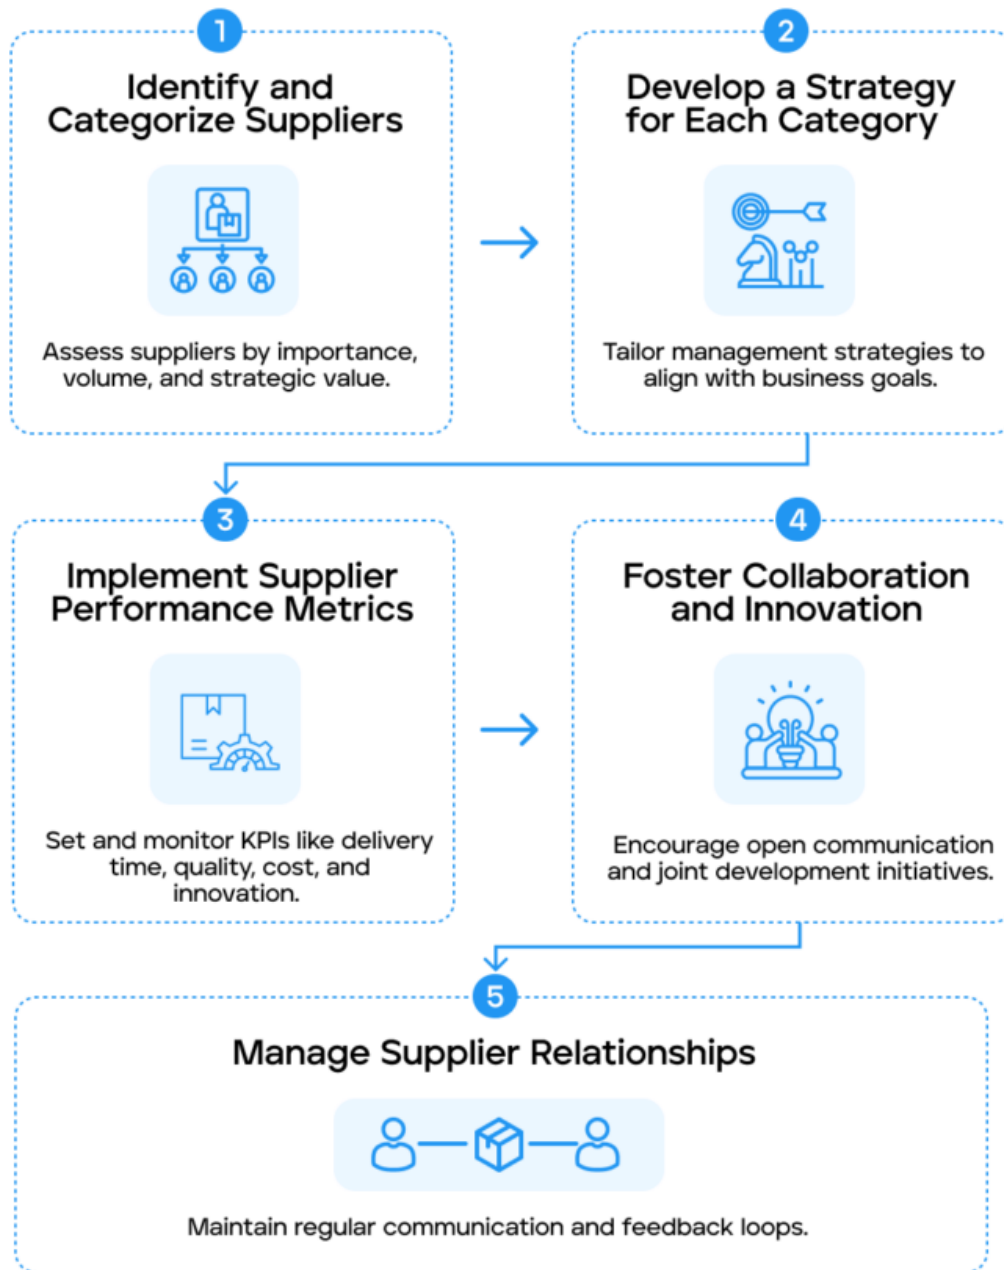 1
Identify and
Categorize Suppliers
Assess suppliers by importance,
volume, and strategic value.
2
Develop a Strategy
for Each Category
Tailor management strategies to
align with business goals.
3
Implement Supplier
Performance Metrics
Set and monitor KPIs like delivery
time, quality, cost, and
innovation.
4
Foster Collaboration
and Innovation
Encourage open communication
and joint development initiatives.
5
Manage Supplier Relationships
Maintain regular communication and feedback loops.